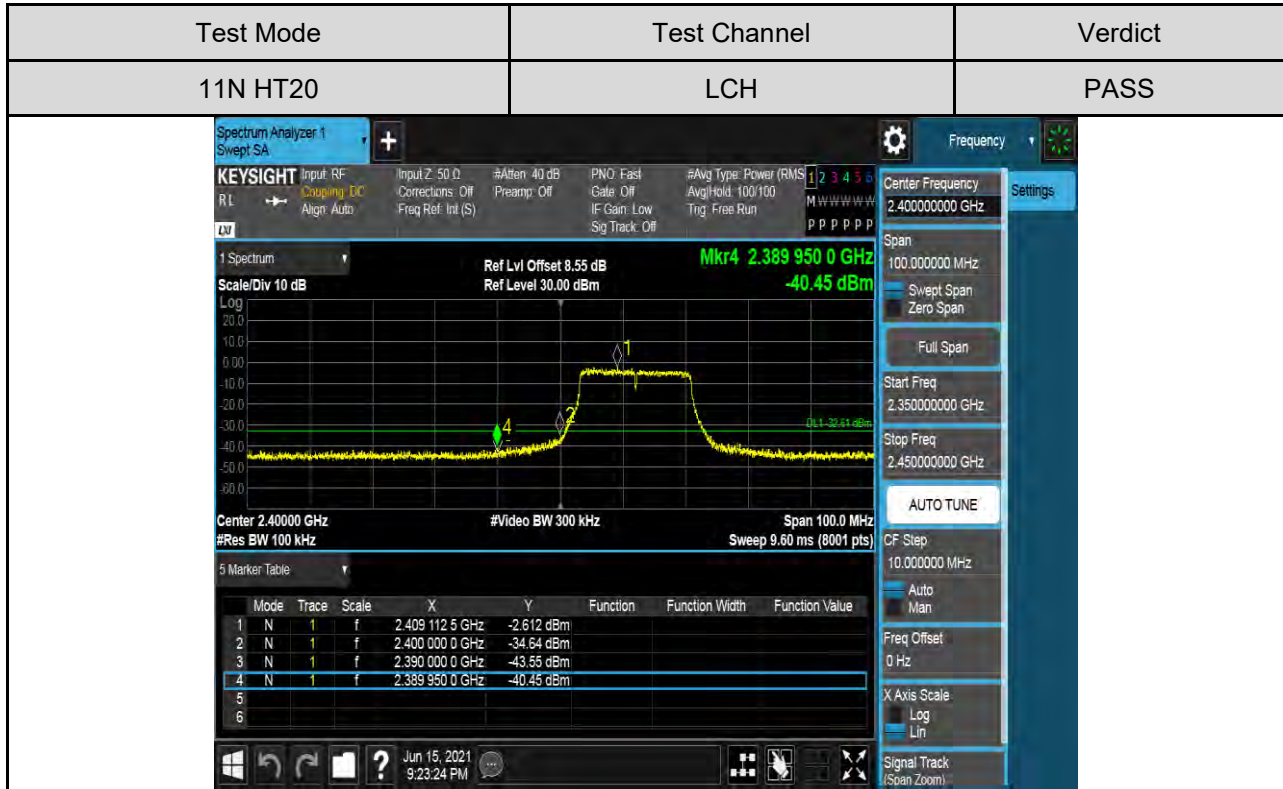 Test Mode Test Channel Verdict
11N HT20 LCH PASS
Spectrum Analyzer 1
Swept SA
+
Frequency
KEYSIGHT Input: RF Input Z: 50 Ω #Atten: 40 dB PNO: Fast #Avg Type: Power (RMS 1 2 3 4 5 6
RL Coupling: DC Corrections: Off Preamp: Off Gate: Off Avg|Hold: 100/100 M W W W W W
Align: Auto Freq Ref: Int (S) IF Gain: Low Trig: Free Run
LXI Sig Track: Off P P P P P P
Center Frequency
2.400000000 GHz
Settings
1 Spectrum
Ref Lvl Offset 8.55 dB
Mkr4 2.389 950 0 GHz
Scale/Div 10 dB Ref Level 30.00 dBm -40.45 dBm
Log
20.0
10.0
0.00
-10.0
-20.0
-30.0
-40.0
-50.0
-60.0
1
2
4
DL1 -32.61 dBm
Center 2.40000 GHz #Video BW 300 kHz Span 100.0 MHz
#Res BW 100 kHz Sweep 9.60 ms (8001 pts)
Span
100.000000 MHz
Swept Span
Zero Span
Full Span
Start Freq
2.350000000 GHz
Stop Freq
2.450000000 GHz
AUTO TUNE
CF Step
10.000000 MHz
Auto
Man
Freq Offset
0 Hz
X Axis Scale
Log
Lin
Signal Track
(Span Zoom)
5 Marker Table
Mode Trace Scale X Y Function Function Width Function Value
1 N 1 f 2.409 112 5 GHz -2.612 dBm
2 N 1 f 2.400 000 0 GHz -34.64 dBm
3 N 1 f 2.390 000 0 GHz -43.55 dBm
4 N 1 f 2.389 950 0 GHz -40.45 dBm
5
6
? Jun 15, 2021
9:23:24 PM